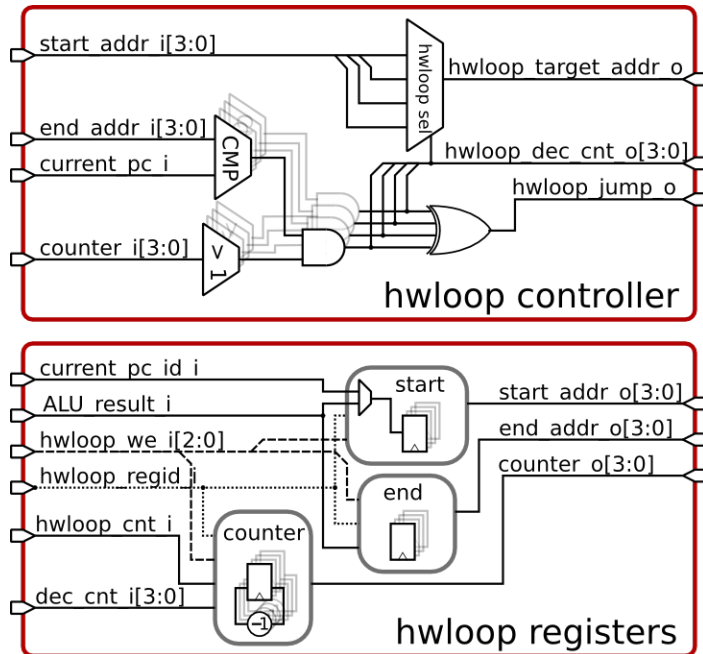 start_addr_i[3:0]
hwloop sel
hwloop_target_addr_o
end_addr_i[3:0]
CMP
current_pc_i
hwloop_dec_cnt_o[3:0]
hwloop_jump_o
counter_i[3:0]
> 1
hwloop controller
current_pc_id_i
start
start_addr_o[3:0]
ALU_result_i
end_addr_o[3:0]
hwloop_we_i[2:0]
counter_o[3:0]
hwloop_regid_i
end
hwloop_cnt_i
counter
dec_cnt_i[3:0]
-1
hwloop registers